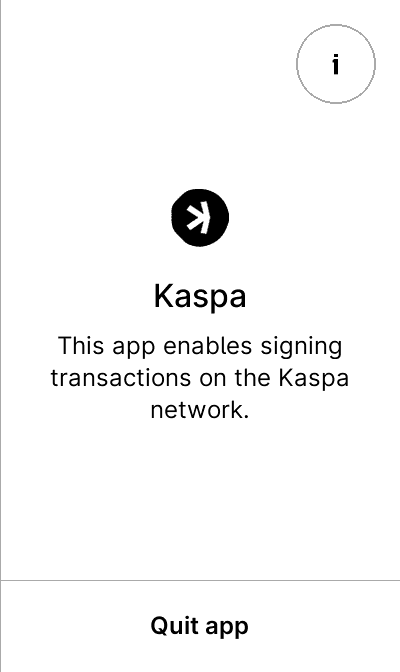 i
Kaspa
This app enables signing
transactions on the Kaspa
network.
Quit app